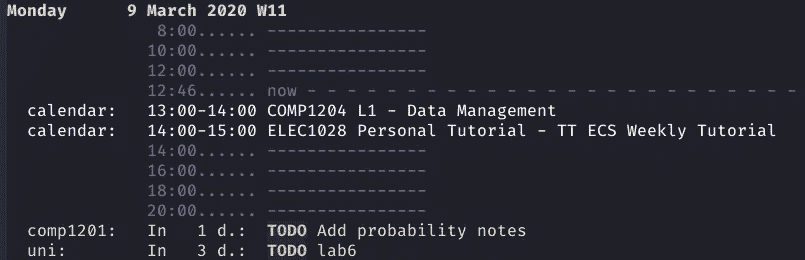 Monday      9 March 2020 W11
               8:00...... ----------------
              10:00...... ----------------
              12:00...... ----------------
              12:46...... now - - - - - - - - - - - - - - - - - - - - - - - - -
  calendar:   13:00-14:00 COMP1204 L1 - Data Management
  calendar:   14:00-15:00 ELEC1028 Personal Tutorial - TT ECS Weekly Tutorial
              14:00...... ----------------
              16:00...... ----------------
              18:00...... ----------------
              20:00...... ----------------
  comp1201:   In   1 d.:  TODO Add probability notes
  uni:        In   3 d.:  TODO lab6